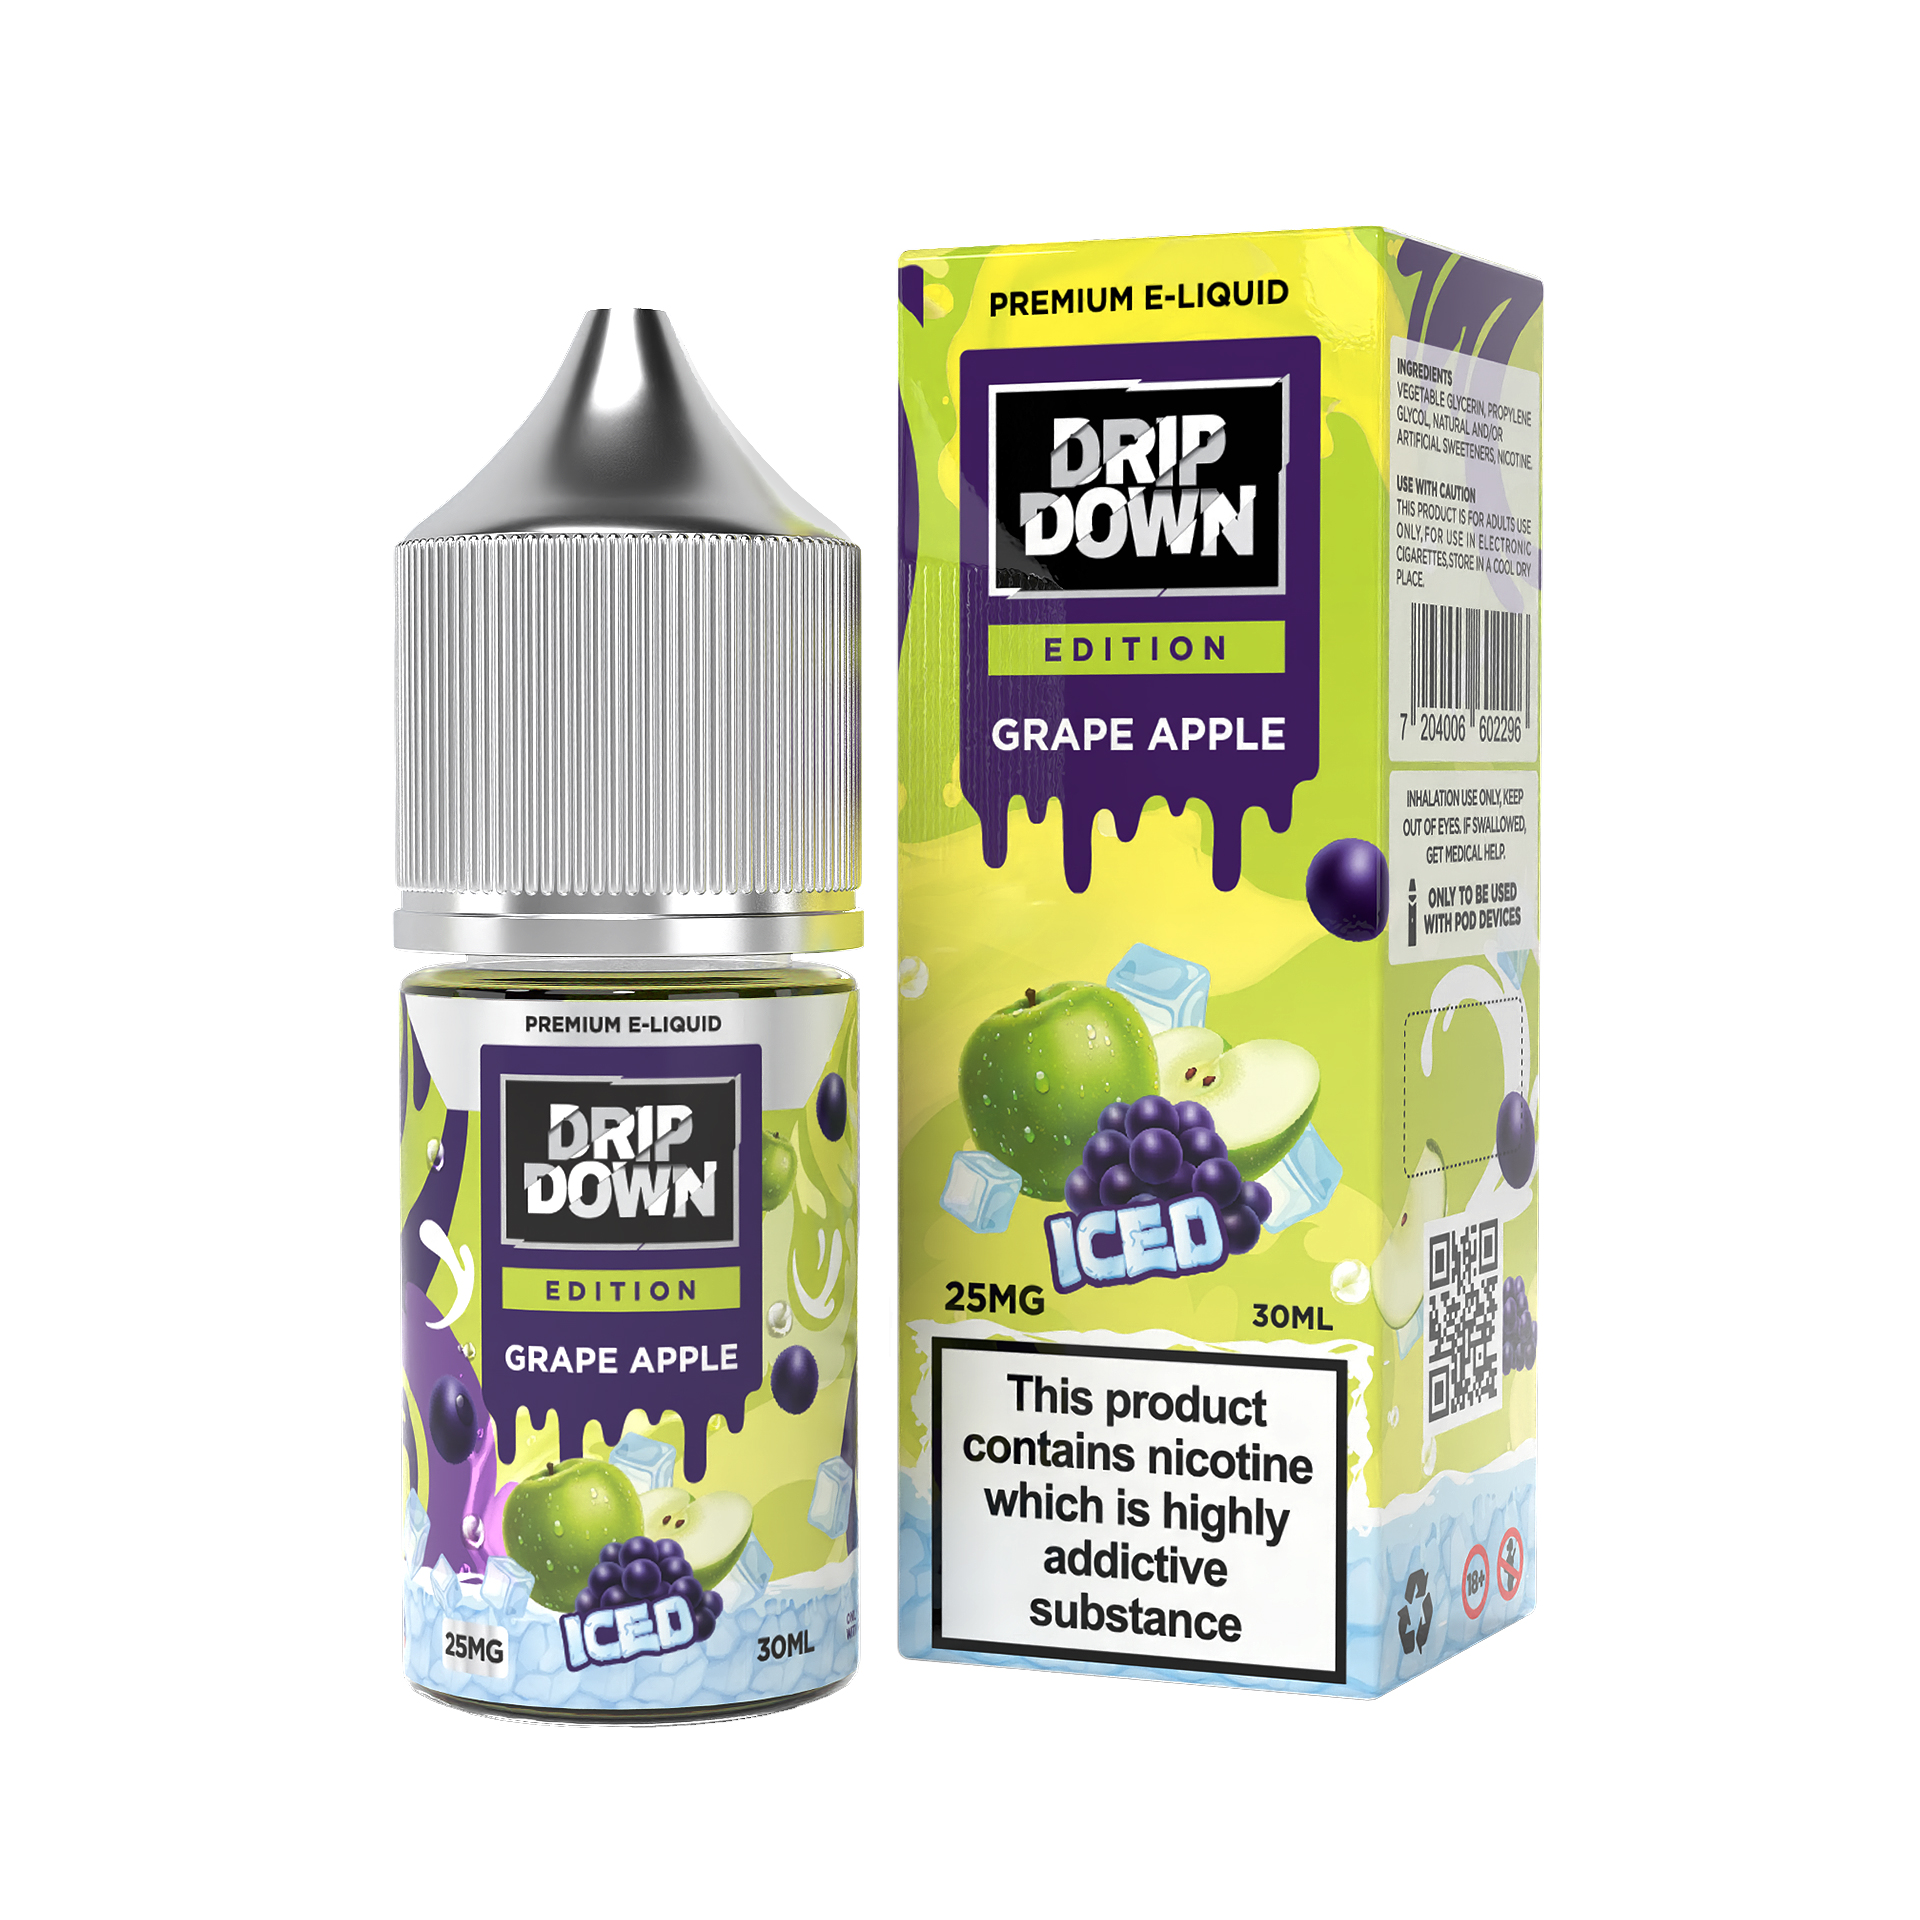 PREMIUM E-LIQUID
DRIP
DOWN
EDITION
GRAPE APPLE
ICED
25MG
30ML
PREMIUM E-LIQUID
DRIP
DOWN
EDITION
GRAPE APPLE
ICED
25MG
30ML
This product
contains nicotine
which is highly
addictive
substance
INGREDIENTS
VEGETABLE GLYCERIN, PROPYLENE
GLYCOL, NATURAL AND/OR
ARTIFICIAL SWEETENERS, NICOTINE.
USE WITH CAUTION
THIS PRODUCT IS FOR ADULTS USE
ONLY, FOR USE IN ELECTRONIC
CIGARETTES, STORE IN A COOL DRY
PLACE.
7 204006 602296
INHALATION USE ONLY, KEEP
OUT OF EYES. IF SWALLOWED,
GET MEDICAL HELP.
ONLY TO BE USED
WITH POD DEVICES
18+